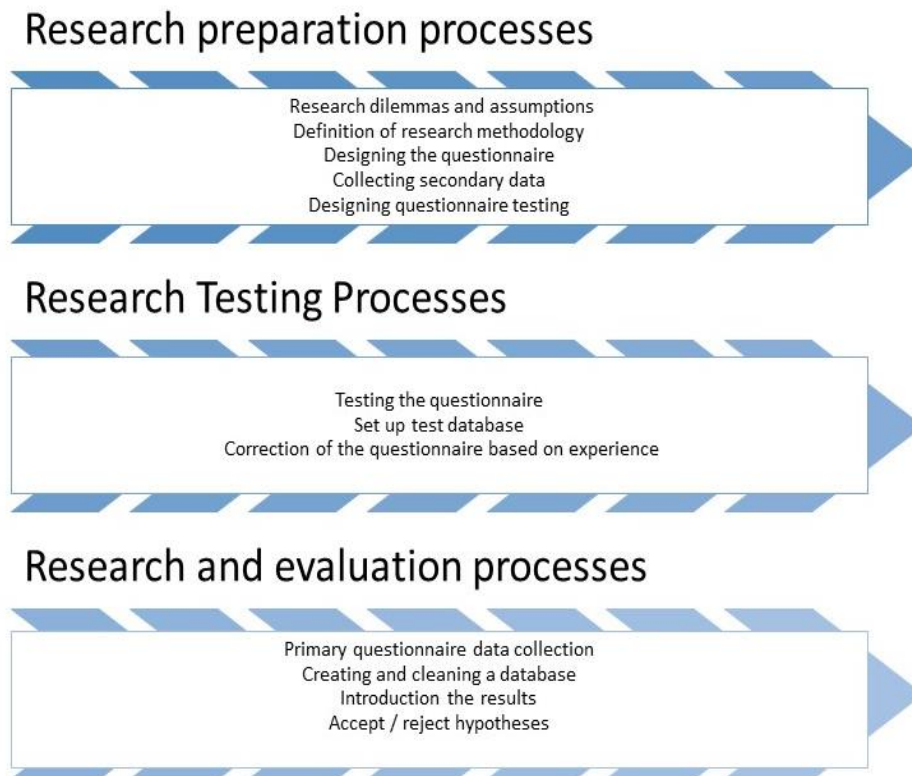 Research preparation processes
Research dilemmas and assumptions
Definition of research methodology
Designing the questionnaire
Collecting secondary data
Designing questionnaire testing
Research Testing Processes
Testing the questionnaire
Set up test database
Correction of the questionnaire based on experience
Research and evaluation processes
Primary questionnaire data collection
Creating and cleaning a database
Introduction the results
Accept / reject hypotheses